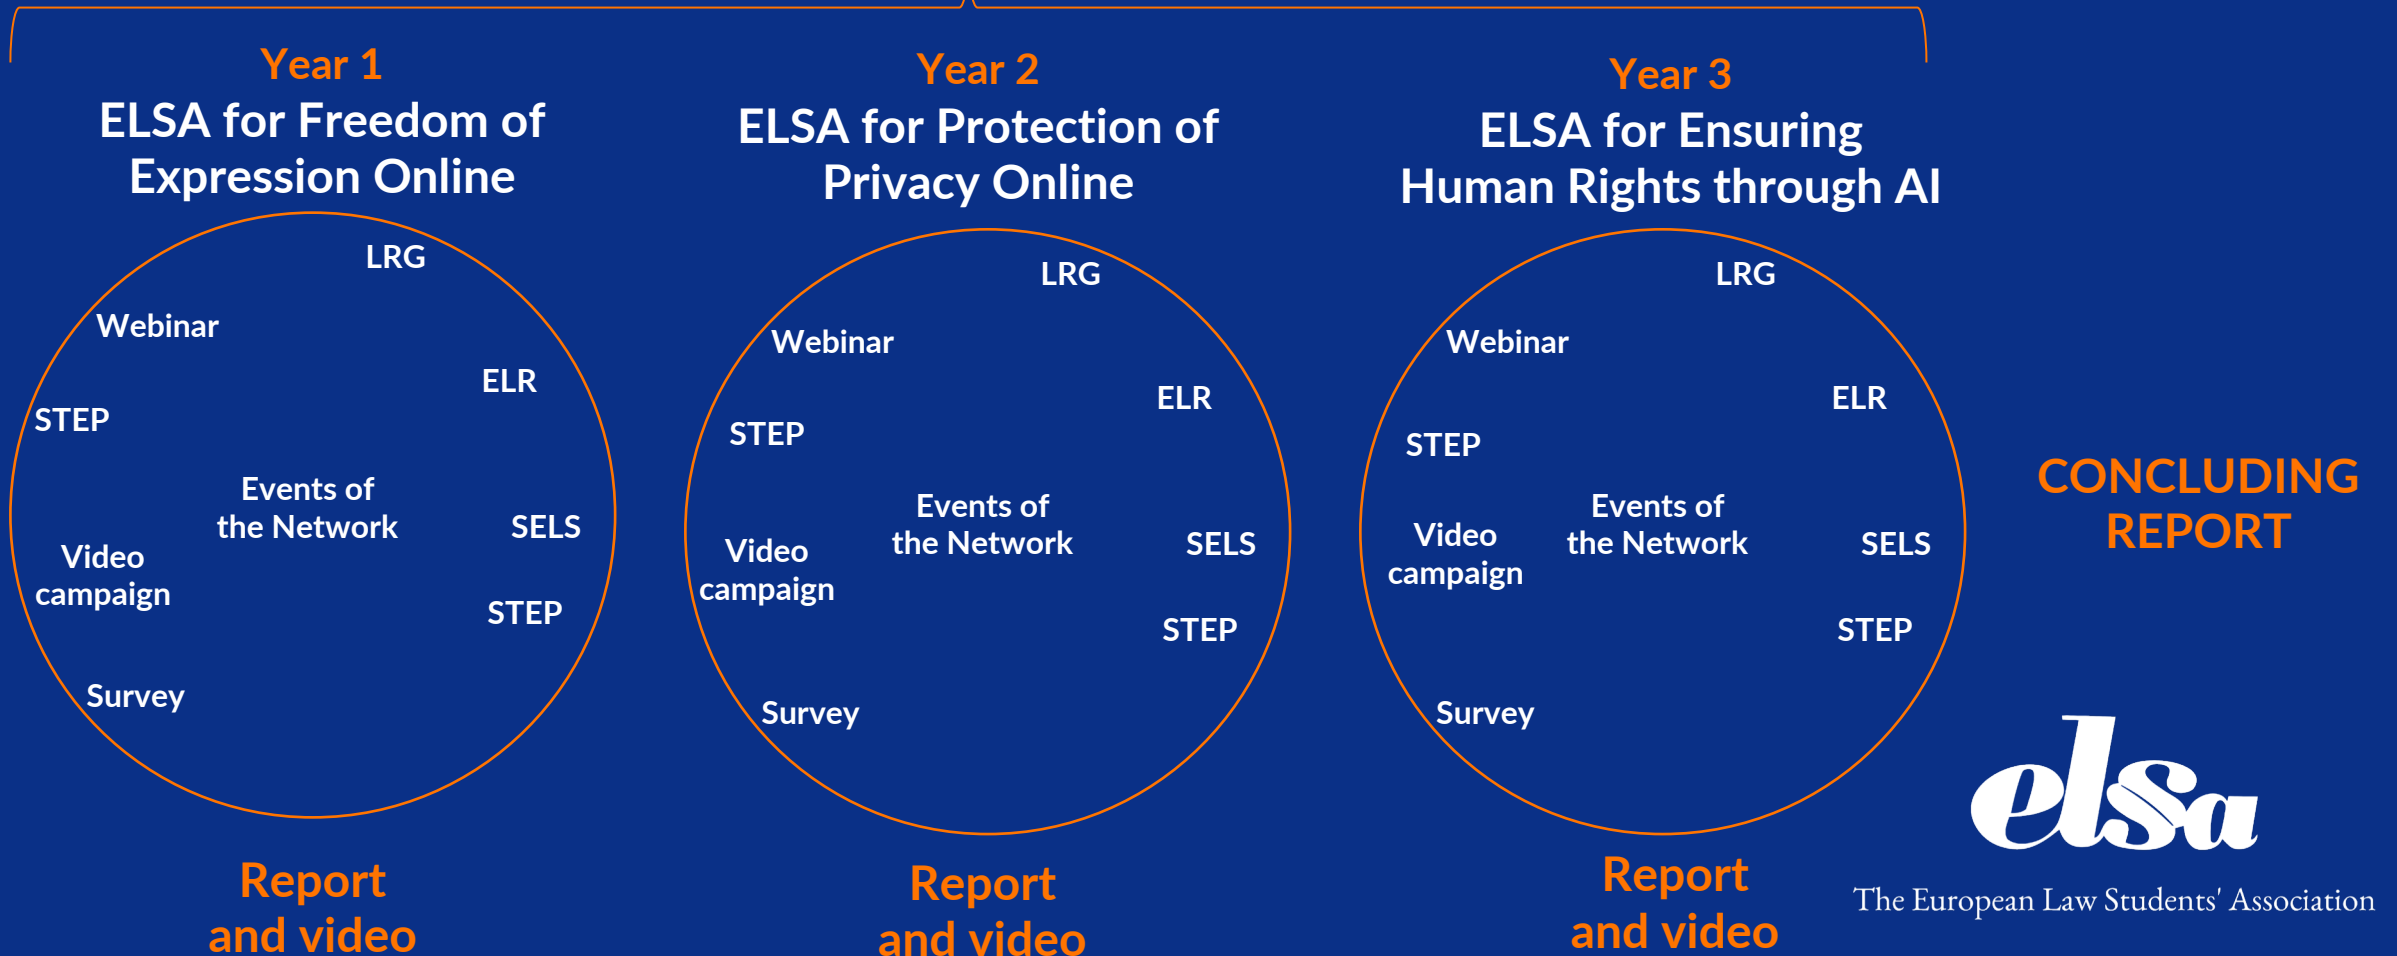 Year 1
ELSA for Freedom of
Expression Online
LRG
Webinar
ELR
STEP
Events of
the Network
SELS
Video
campaign
STEP
Survey
Report
and video
Year 2
ELSA for Protection of
Privacy Online
LRG
Webinar
ELR
STEP
Events of
the Network
SELS
Video
campaign
STEP
Survey
Report
and video
Year 3
ELSA for Ensuring
Human Rights through AI
LRG
Webinar
ELR
STEP
Events of
the Network
SELS
Video
campaign
STEP
Survey
Report
and video
CONCLUDING
REPORT
elsa
The European Law Students' Association